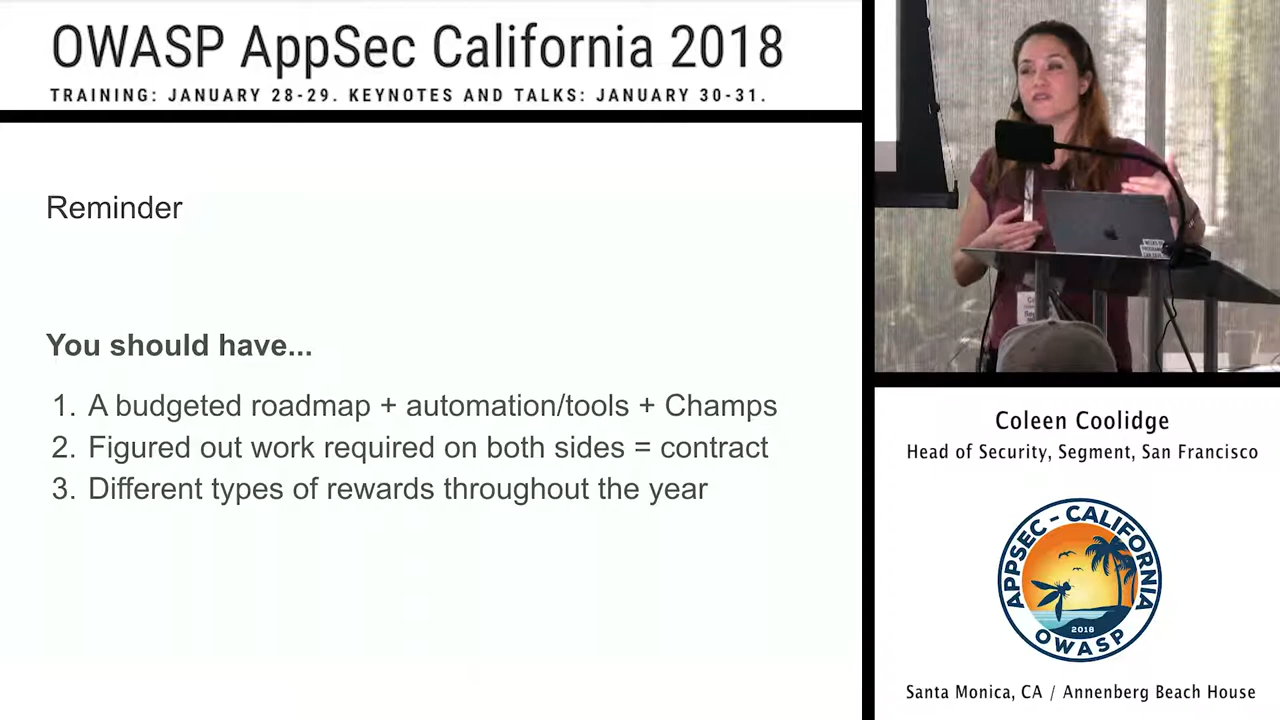 OWASP AppSec California 2018
TRAINING: JANUARY 28-29. KEYNOTES AND TALKS: JANUARY 30-31.
Reminder
You should have...
1. A budgeted roadmap + automation/tools + Champs
2. Figured out work required on both sides = contract
3. Different types of rewards throughout the year
Coleen Coolidge
Head of Security, Segment, San Francisco
APPSEC - CALIFORNIA
2018
OWASP
Santa Monica, CA / Annenberg Beach House